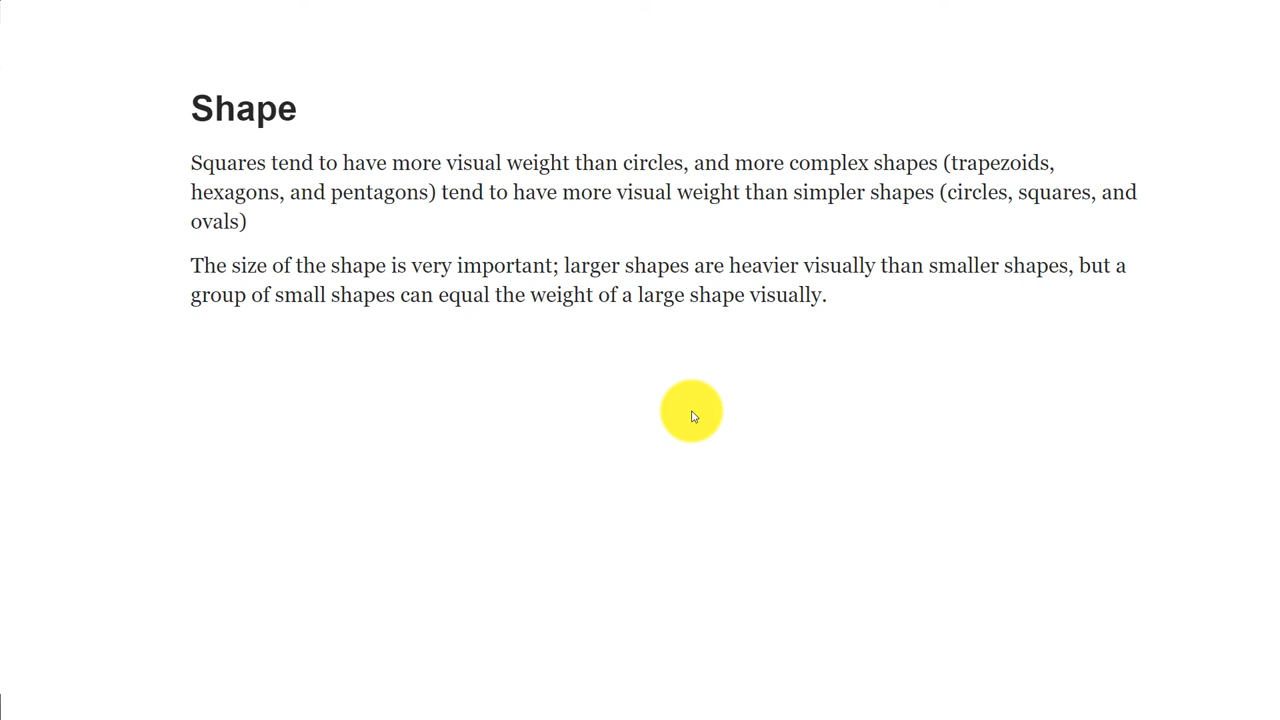 Shape
Squares tend to have more visual weight than circles, and more complex shapes (trapezoids,
hexagons, and pentagons) tend to have more visual weight than simpler shapes (circles, squares, and
ovals)
The size of the shape is very important; larger shapes are heavier visually than smaller shapes, but a
group of small shapes can equal the weight of a large shape visually.